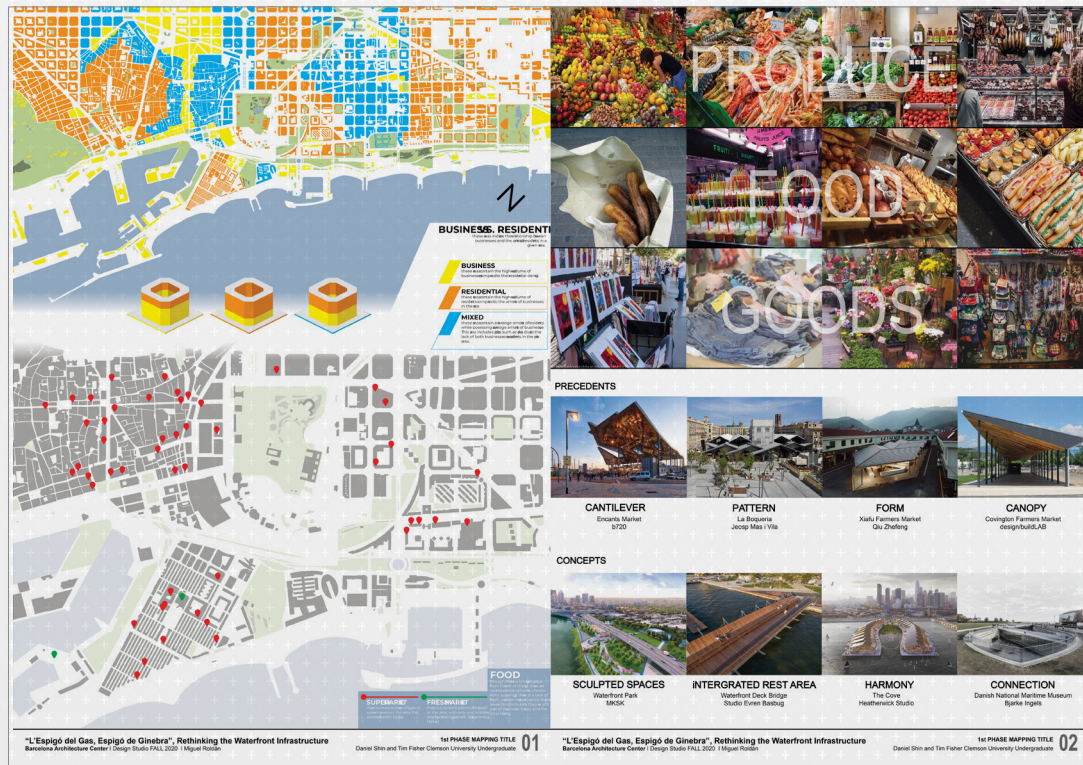 N
BUSINESS VS. RESIDENTI
BUSINESS
RESIDENTIAL
MIXED
FOOD
SUPERMARKET
FRESHMARKET
"L'Espigó del Gas, Espigó de Ginebra", Rethinking the Waterfront Infrastructure
Barcelona Architecture Center I Design Studio FALL 2020 I Miguel Roldán
1st PHASE MAPPING TITLE
Daniel Shin and Tim Fisher Clemson University Undergraduate
01
PRODUCE
FOOD
GOODS
PRECEDENTS
CANTILEVER
Encants Market
b720
PATTERN
La Boqueria
Jecsp Mas i Vila
FORM
Xiafu Farmers Market
Qiu Zhefeng
CANOPY
Covington Farmers Market
design/buildLAB
CONCEPTS
SCULPTED SPACES
Waterfront Park
MKSK
iNTERGRATED REST AREA
Waterfront Deck Bridge
Studio Evren Basbug
HARMONY
The Cove
Heatherwick Studio
CONNECTION
Danish National Maritime Museum
Bjarke Ingels
"L'Espigó del Gas, Espigó de Ginebra", Rethinking the Waterfront Infrastructure
Barcelona Architecture Center I Design Studio FALL 2020 I Miguel Roldán
1st PHASE MAPPING TITLE
Daniel Shin and Tim Fisher Clemson University Undergraduate
02